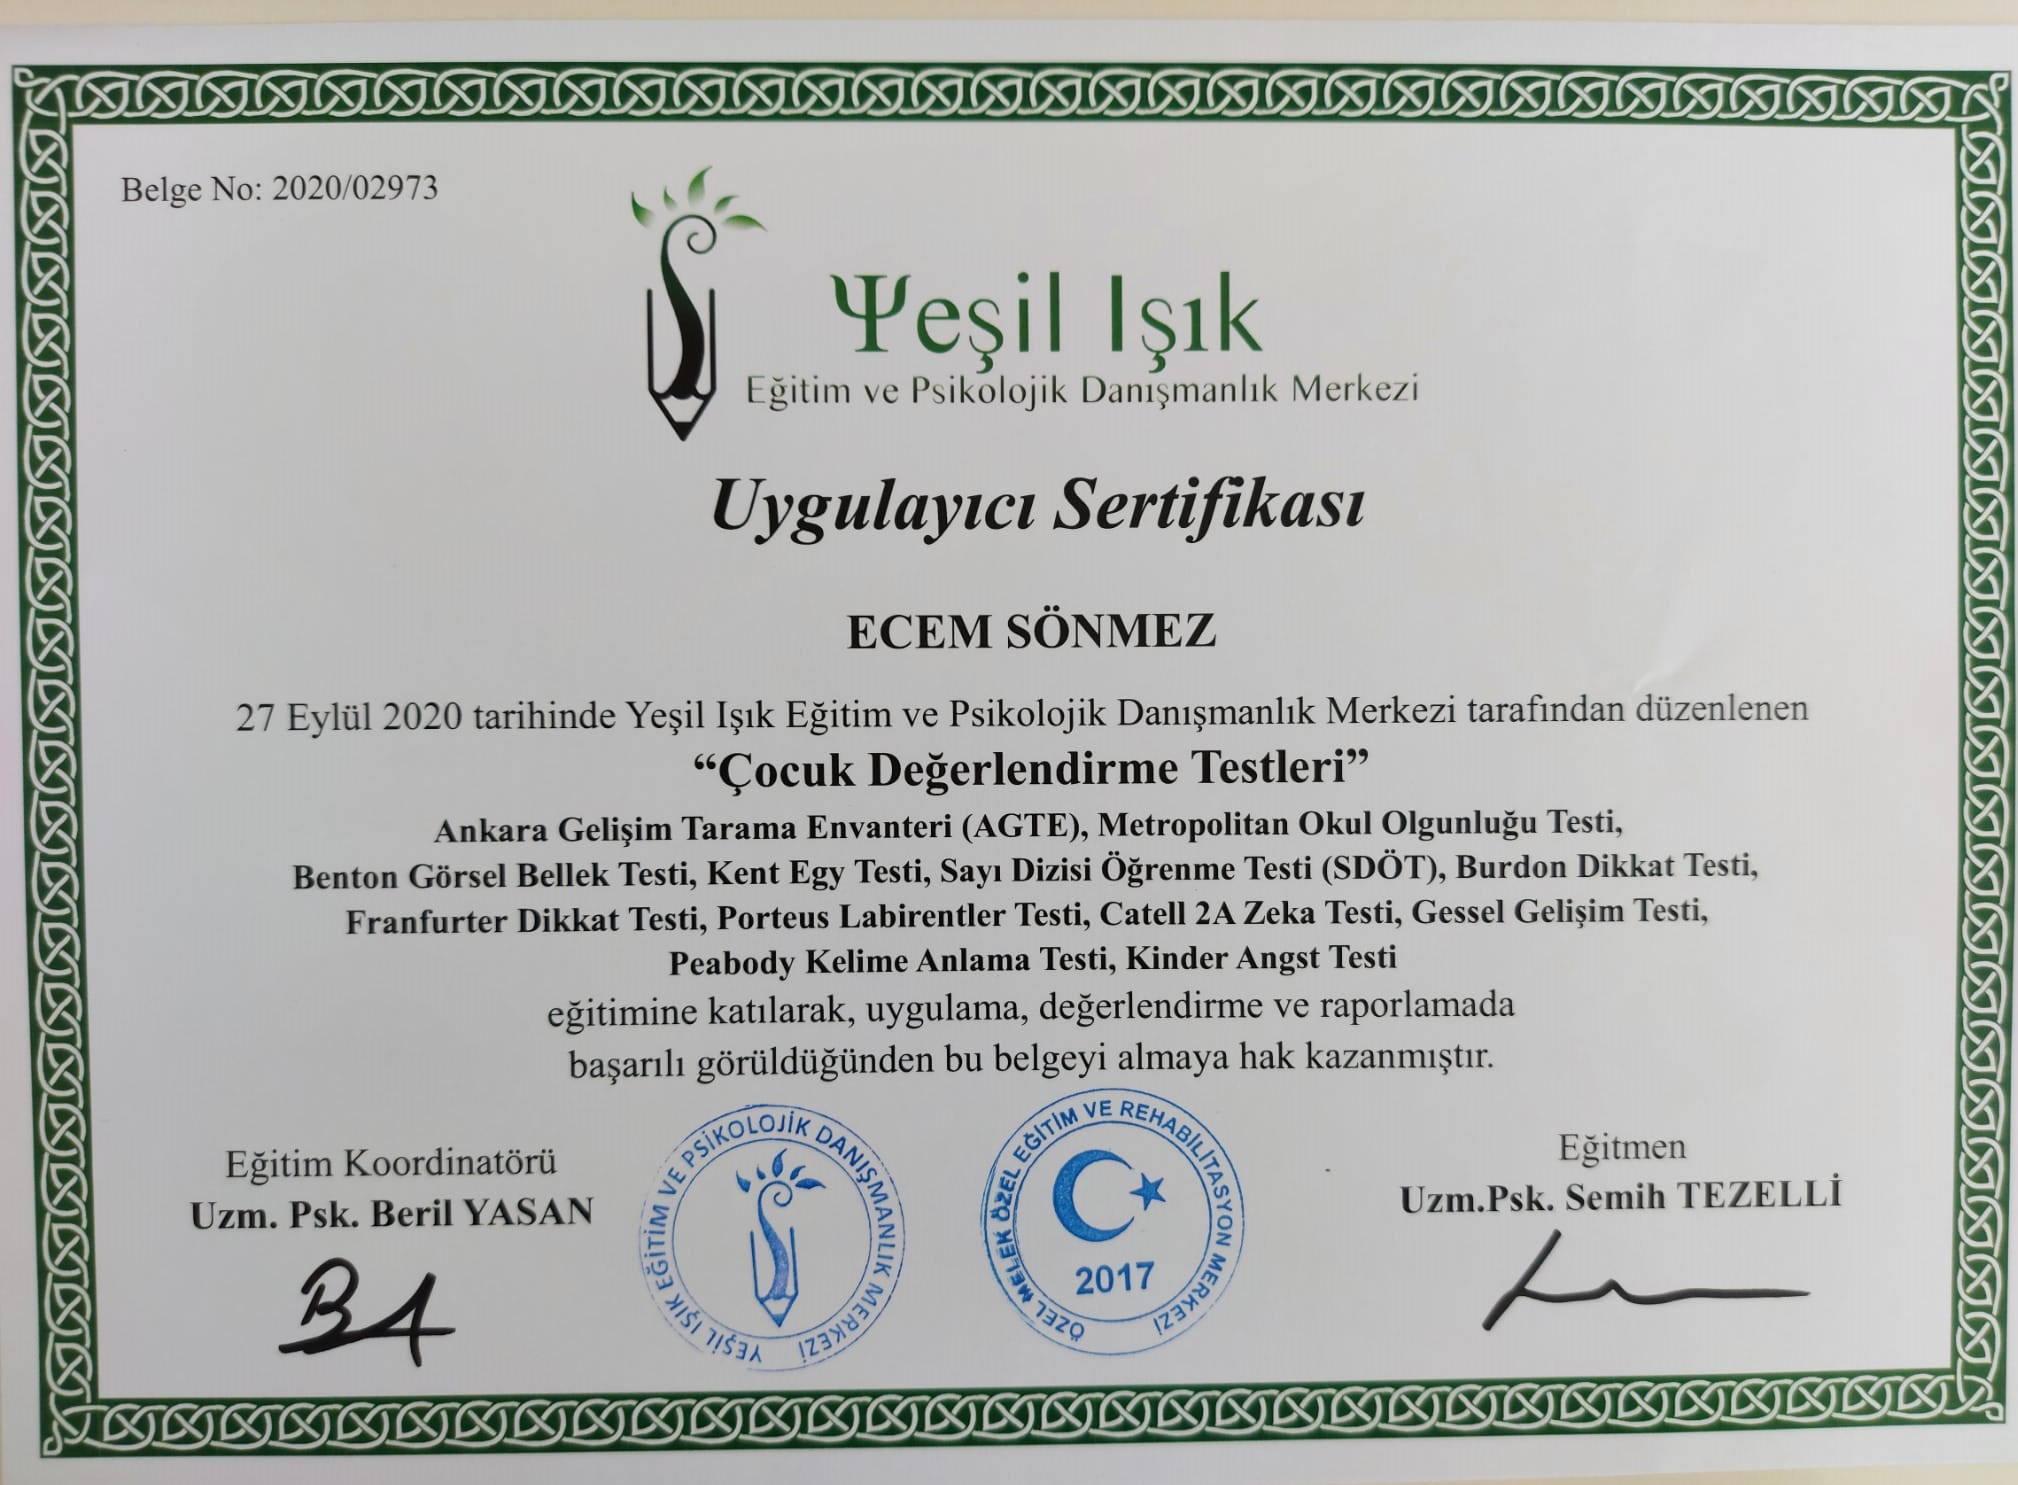 Belge No: 2020/02973
Yeşil Işık
Eğitim ve Psikolojik Danışmanlık Merkezi
Uygulayıcı Sertifikası
ECEM SÖNMEZ
27 Eylül 2020 tarihinde Yeşil Işık Eğitim ve Psikolojik Danışmanlık Merkezi tarafından düzenlenen
“Çocuk Değerlendirme Testleri”
Ankara Gelişim Tarama Envanteri (AGTE), Metropolitan Okul Olgunluğu Testi,
Benton Görsel Bellek Testi, Kent Egy Testi, Sayı Dizisi Öğrenme Testi (SDÖT), Burdon Dikkat Testi,
Franfurter Dikkat Testi, Porteus Labirentler Testi, Catell 2A Zeka Testi, Gessel Gelişim Testi,
Peabody Kelime Anlama Testi, Kinder Angst Testi
eğitimine katılarak, uygulama, değerlendirme ve raporlamada
başarılı görüldüğünden bu belgeyi almaya hak kazanmıştır.
Eğitim Koordinatörü
Uzm. Psk. Beril YASAN
YEŞİL IŞIK EĞİTİM VE PSİKOLOJİK DANIŞMANLIK MERKEZİ
ÖZEL MELEK ÖZEL EĞİTİM VE REHABİLİTASYON MERKEZİ
2017
Eğitmen
Uzm.Psk. Semih TEZELLİ